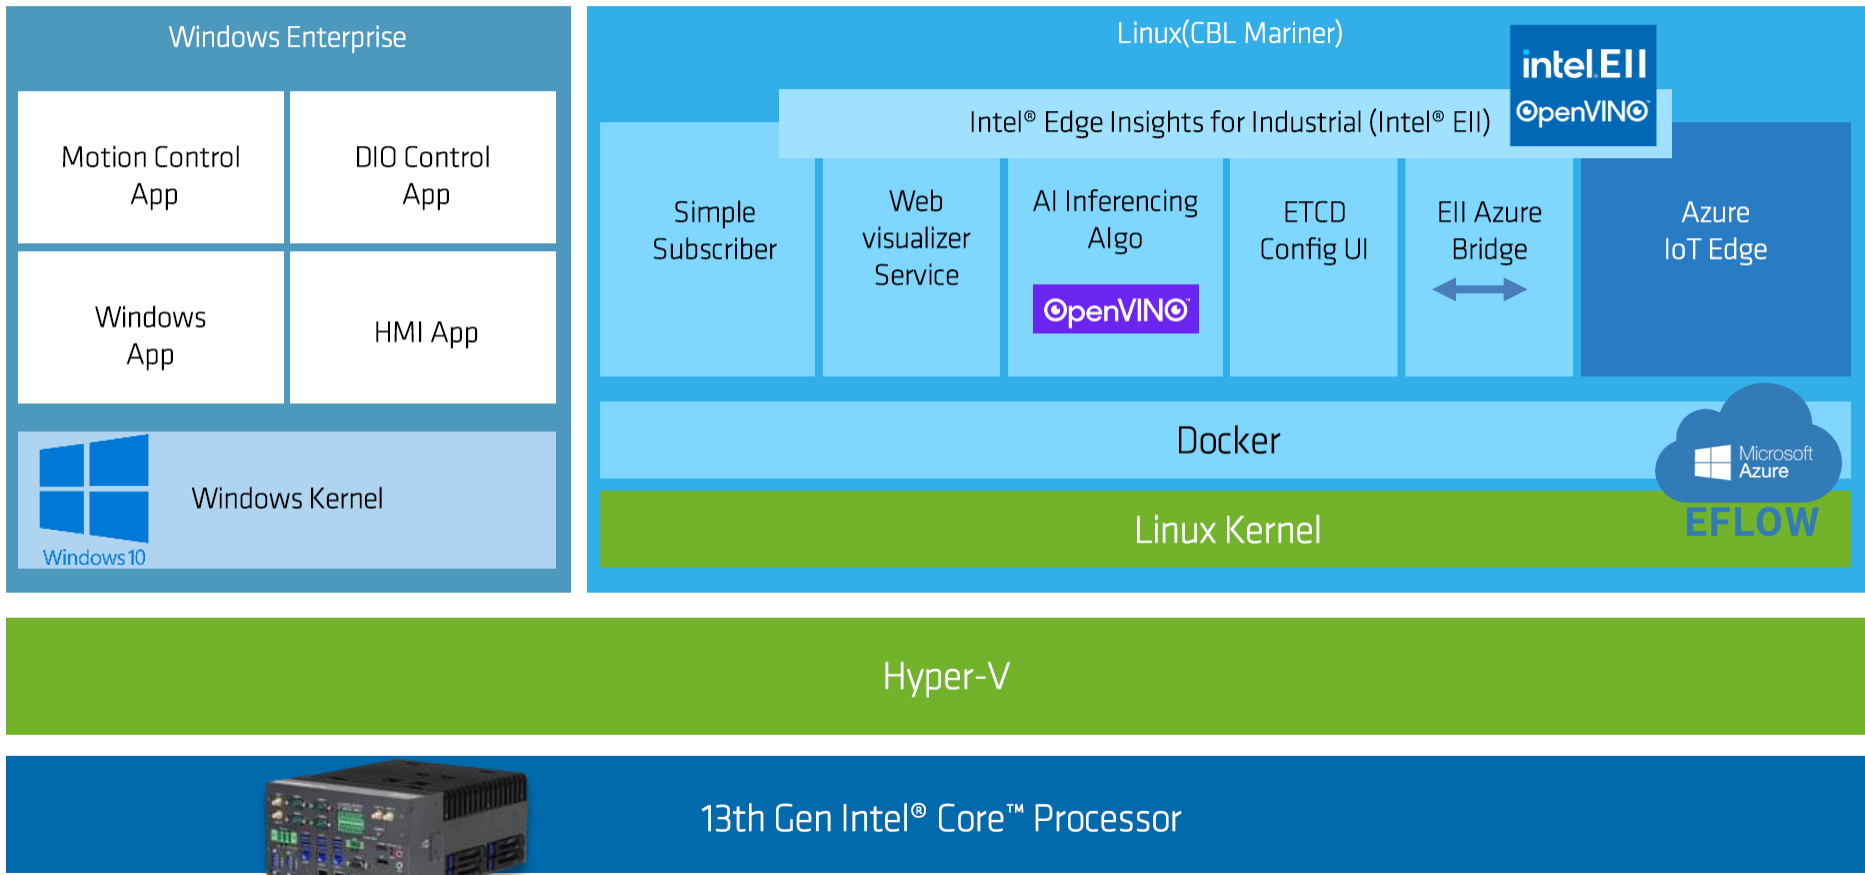 Windows Enterprise
Motion Control
App
DIO Control
App
Windows
App
HMI App
Windows 10
Windows Kernel
Linux(CBL Mariner)
intel. EII
OpenVINO™
Intel® Edge Insights for Industrial (Intel® EII)
Simple
Subscriber
Web
visualizer
Service
AI Inferencing
Algo
OpenVINO™
ETCD
Config UI
EII Azure
Bridge
Azure
IoT Edge
Docker
Microsoft
Azure
EFLOW
Linux Kernel
Hyper-V
13th Gen Intel® Core™ Processor